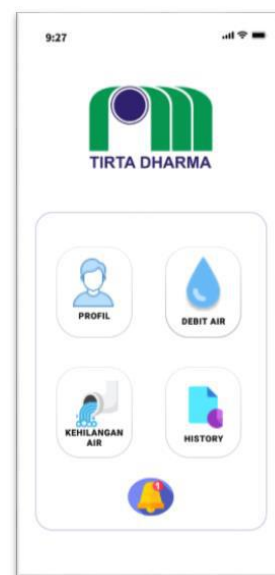 9:27
TIRTA DHARMA
PROFIL
DEBIT AIR
KEHILANGAN
AIR
HISTORY
1